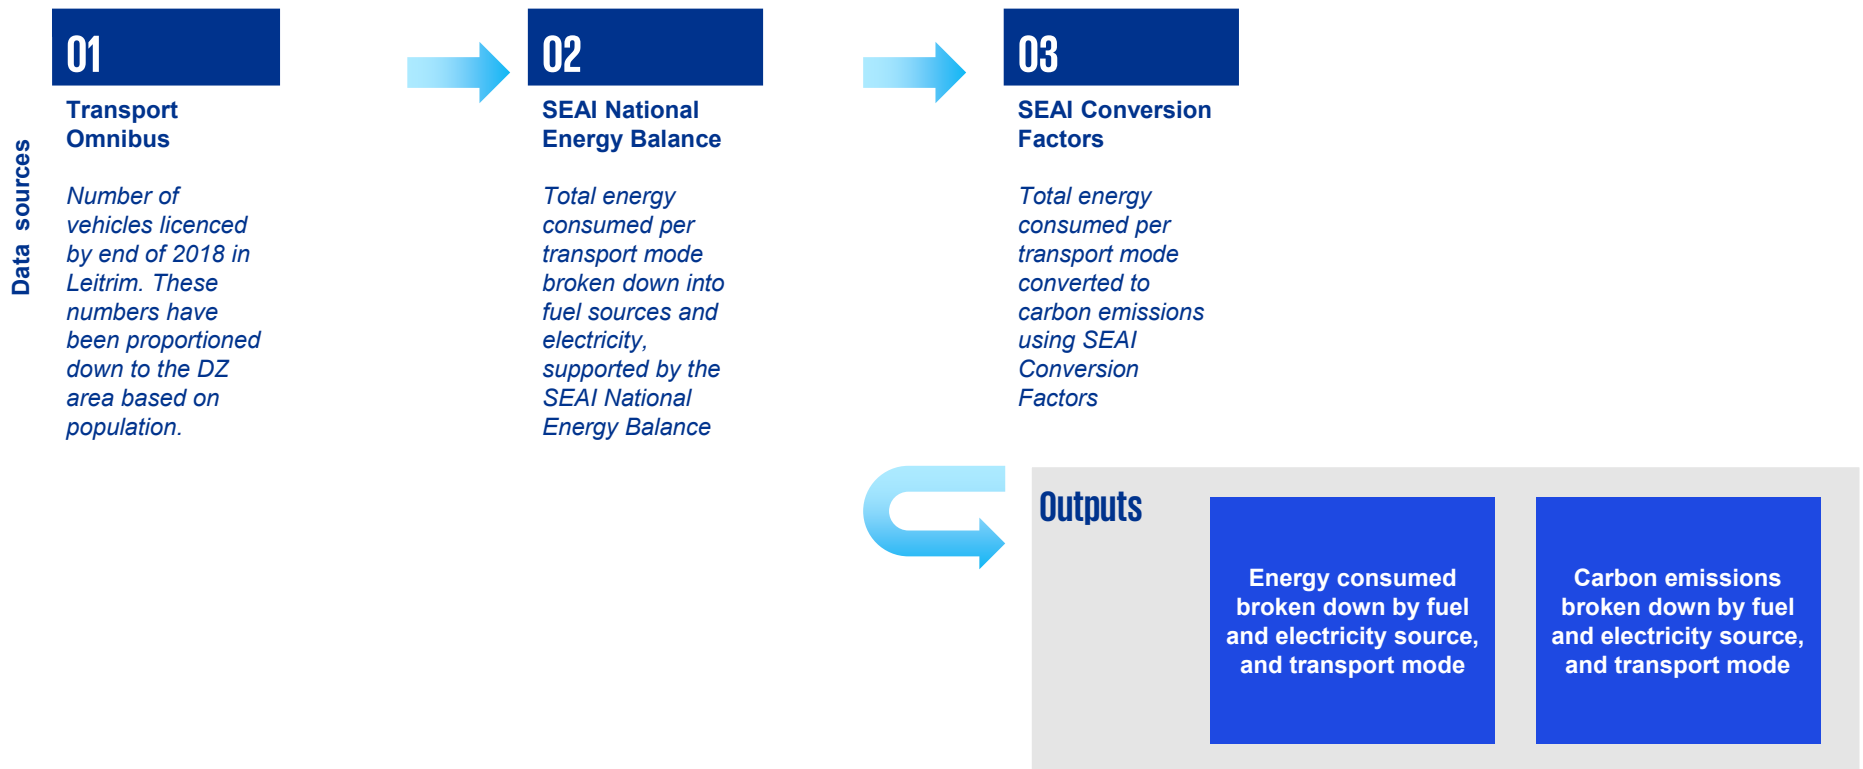 Data sources
01
Transport
Omnibus
Number of
vehicles licenced
by end of 2018 in
Leitrim. These
numbers have
been proportioned
down to the DZ
area based on
population.
02
SEAI National
Energy Balance
Total energy
consumed per
transport mode
broken down into
fuel sources and
electricity,
supported by the
SEAI National
Energy Balance
03
SEAI Conversion
Factors
Total energy
consumed per
transport mode
converted to
carbon emissions
using SEAI
Conversion
Factors
Outputs
Energy consumed
broken down by fuel
and electricity source,
and transport mode
Carbon emissions
broken down by fuel
and electricity source,
and transport mode